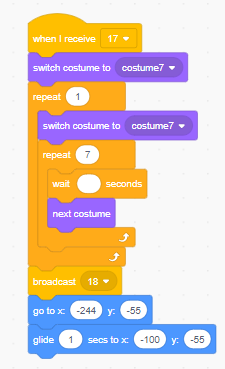 when I receive 17
switch costume to costume7
repeat 1
switch costume to costume7
repeat 7
wait seconds
next costume
broadcast 18
go to x: -244 y: -55
glide 1 secs to x: -100 y: -55